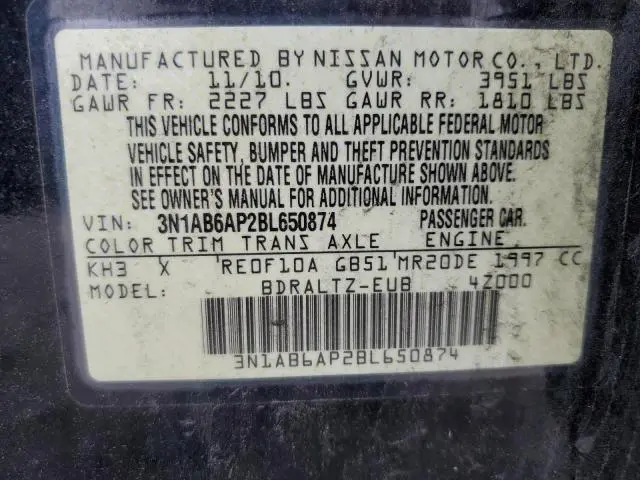 MANUFACTURED BY NISSAN MOTOR CO., LTD.
DATE: 11/10. GVWR: 3951 LBS
GAWR FR: 2227 LBS GAWR RR: 1810 LBS
THIS VEHICLE CONFORMS TO ALL APPLICABLE FEDERAL MOTOR
VEHICLE SAFETY, BUMPER AND THEFT PREVENTION STANDARDS
IN EFFECT ON THE DATE OF MANUFACTURE SHOWN ABOVE.
SEE OWNER'S MANUAL FOR ADDITIONAL INFORMATION.
VIN: 3N1AB6AP2BL650874 PASSENGER CAR.
COLOR TRIM TRANS AXLE ENGINE
KH3 X RE0F10A GB51 MR20DE 1997 CC
MODEL: BDRALTZ-EUB 4Z000
3N1AB6AP2BL650874